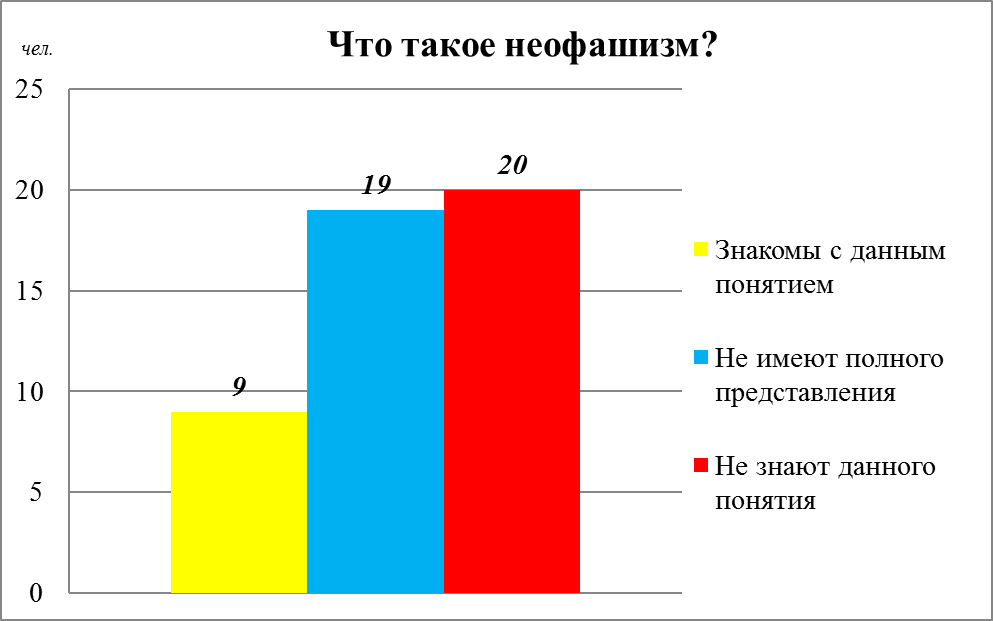 Что такое неофашизм?
чел.
25
20
15
10
5
0
9
19
20
Знакомы с данным
понятием
Не имеют полного
представления
Не знают данного
понятия